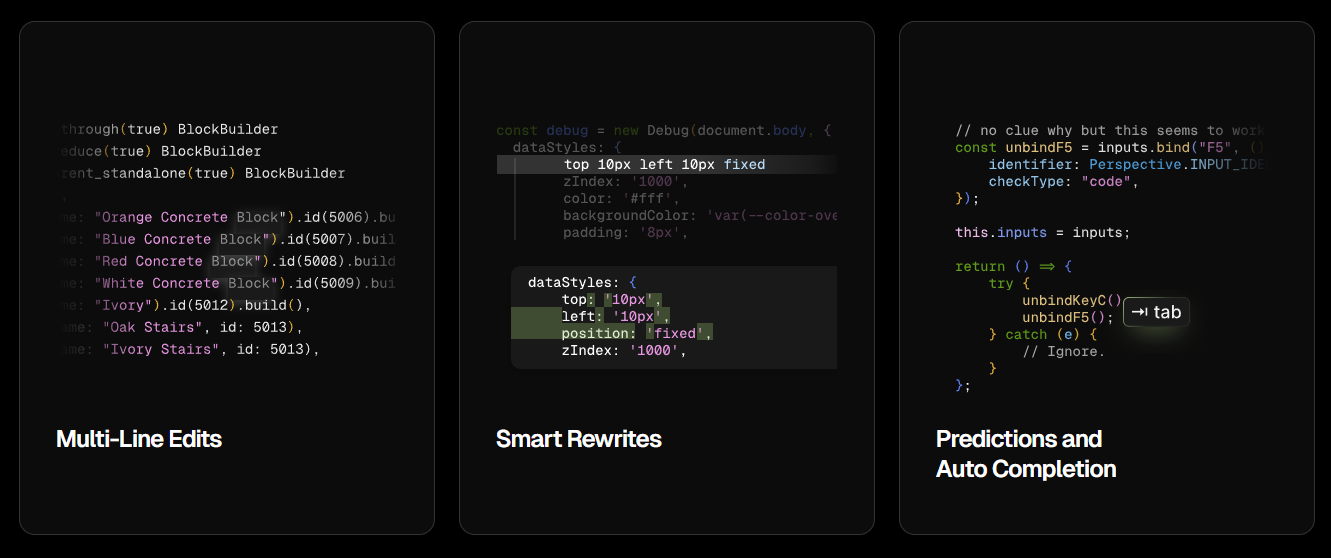 through(true) BlockBuilder
educe(true) BlockBuilder
rent_standalone(true) BlockBuilder
,
me: "Orange Concrete Block").id(5006).bu
me: "Blue Concrete Block").id(5007).buil
me: "Red Concrete Block").id(5008).build
me: "White Concrete Block").id(5009).bui
me: "Ivory").id(5012).build(),
ame: "Oak Stairs", id: 5013),
ame: "Ivory Stairs", id: 5013),
Multi-Line Edits
const debug = new Debug(document.body, {
dataStyles: {
top 10px left 10px fixed
zIndex: '1000',
color: '#fff',
backgroundColor: 'var(--color-ove
padding: '8px',
dataStyles: {
top: '10px',
left: '10px',
position: 'fixed',
zIndex: '1000',
Smart Rewrites
// no clue why but this seems to work
const unbindF5 = inputs.bind("F5", ()
identifier: Perspective.INPUT_IDE
checkType: "code",
});
this.inputs = inputs;
return () => {
try {
unbindKeyC()
unbindF5();
tab
} catch (e) {
// Ignore.
}
};
Predictions and
Auto Completion